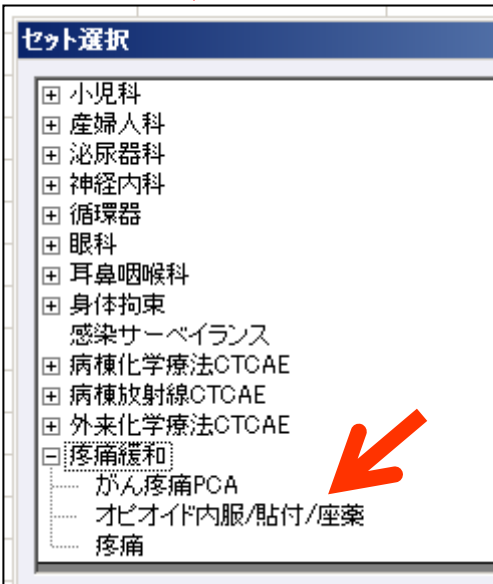 セット選択
小児科
産婦人科
泌尿器科
神経内科
循環器
眼科
耳鼻咽喉科
身体拘束
感染サーベイランス
病棟化学療法CTCAE
病棟放射線CTCAE
外来化学療法CTCAE
疼痛緩和
がん疼痛PCA
オピオイド内服/貼付/座薬
疼痛